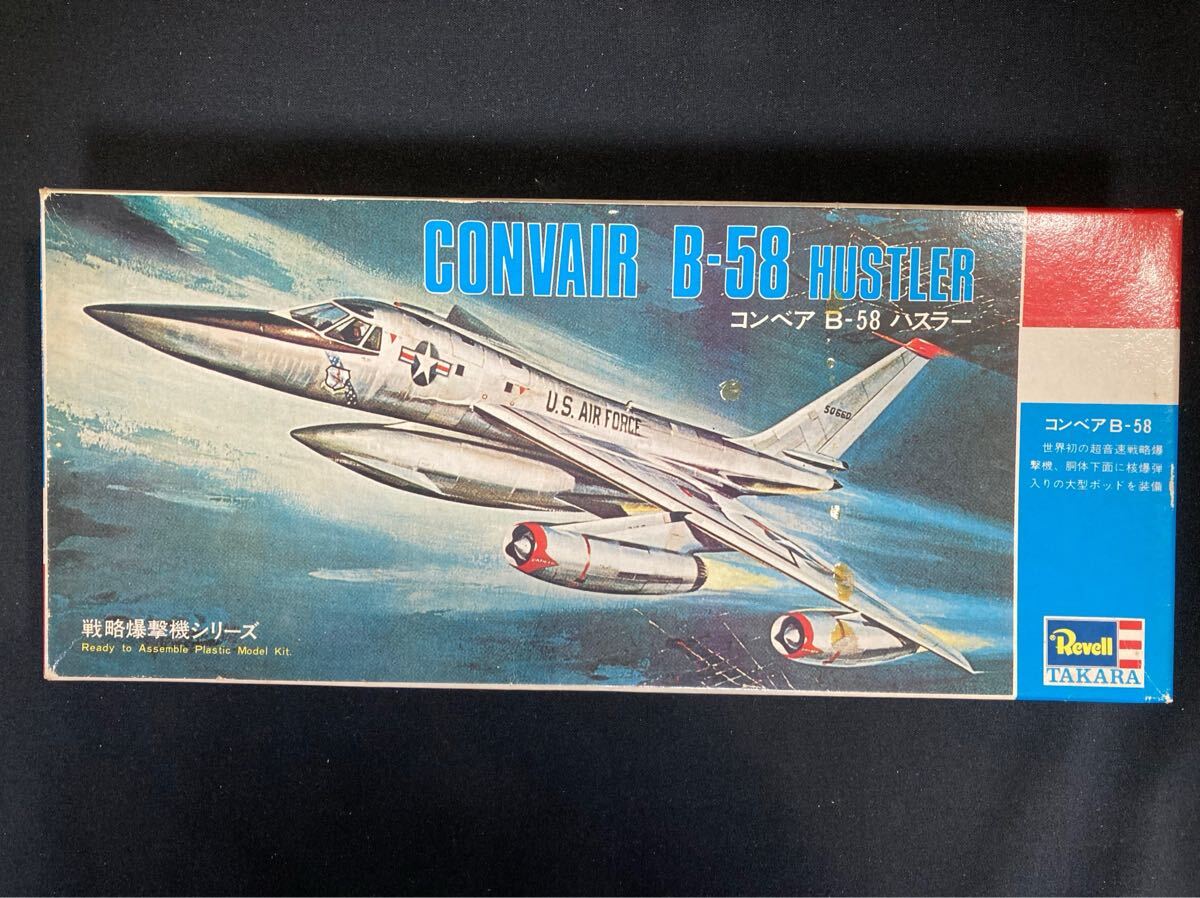 CONVAIR B-58 HUSTLER
コンベア B-58 ハスラー
U.S. AIR FORCE
50660
コンベアB-58
世界初の超音速戦略爆
撃機、胴体下面に核爆弾
入りの大型ポッドを装備
戦略爆撃機シリーズ
Ready to Assemble Plastic Model Kit.
Revell
TAKARA